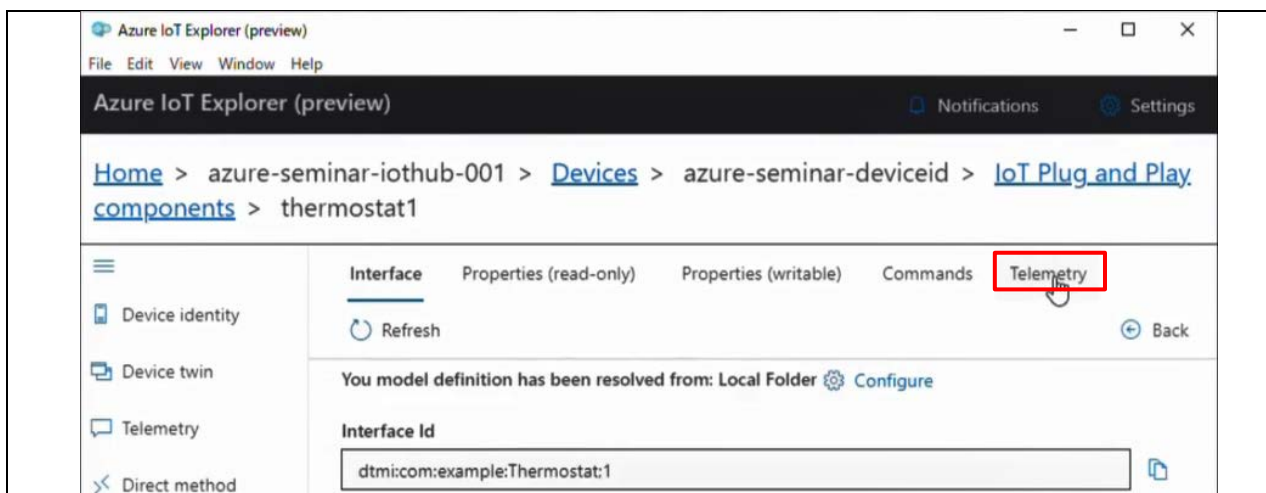 Azure IoT Explorer (preview)
File Edit View Window Help
Azure IoT Explorer (preview) Notifications Settings
Home > azure-seminar-iothub-001 > Devices > azure-seminar-deviceid > IoT Plug and Play
components > thermostat1
Interface Properties (read-only) Properties (writable) Commands Telemetry
Device identity
Refresh Back
Device twin
You model definition has been resolved from: Local Folder Configure
Telemetry
Interface Id
dtmi:com:example:Thermostat;1
Direct method